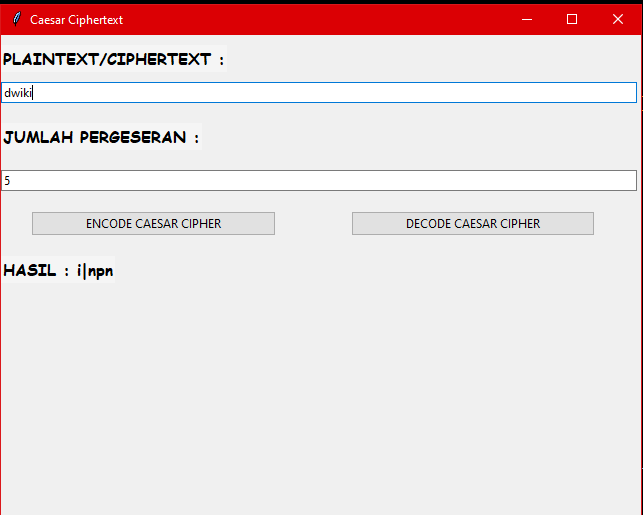 Caesar Ciphertext
PLAINTEXT/CIPHERTEXT :
dwiki
JUMLAH PERGESERAN :
5
ENCODE CAESAR CIPHER DECODE CAESAR CIPHER
HASIL : i|npn